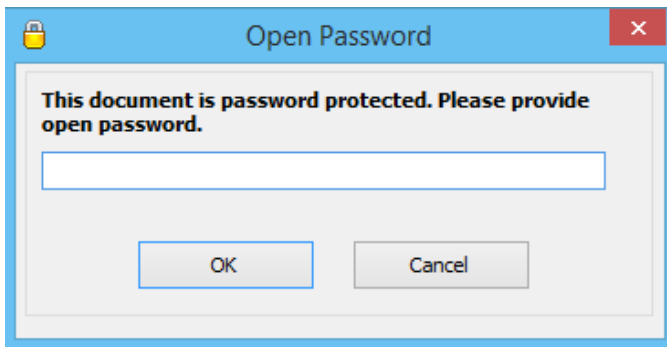 Open Password
This document is password protected. Please provide
open password.
OK
Cancel